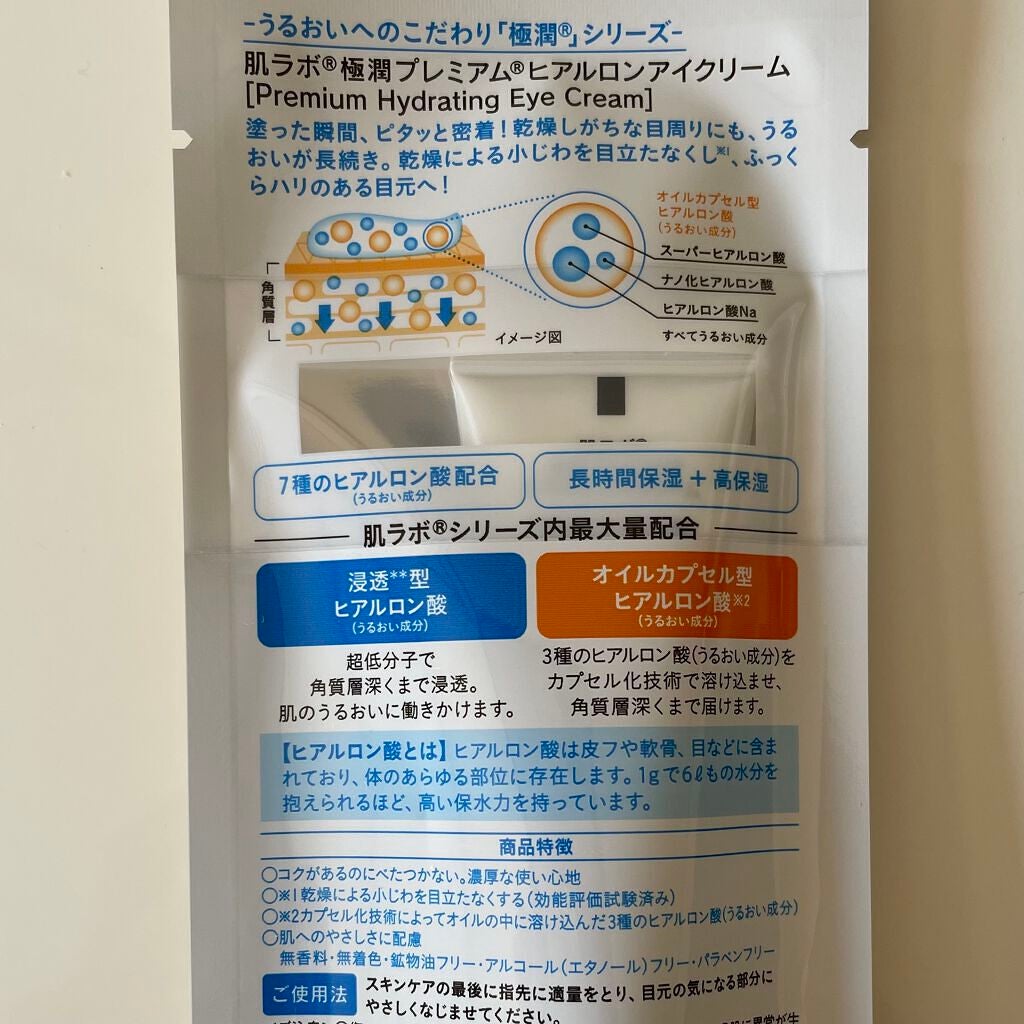 -うるおいへのこだわり「極潤®」シリーズ-
肌ラボ®極潤プレミアム®ヒアルロンアイクリーム
[Premium Hydrating Eye Cream]
塗った瞬間、ピタッと密着！乾燥しがちな目周りにも、うる
おいが長続き。乾燥による小じわを目立たなくし※1、ふっく
らハリのある目元へ！
オイルカプセル型
ヒアルロン酸
(うるおい成分)
スーパーヒアルロン酸
ナノ化ヒアルロン酸
ヒアルロン酸Na
すべてうるおい成分
角質層
イメージ図
7種のヒアルロン酸配合
(うるおい成分)
長時間保湿＋高保湿
肌ラボ®シリーズ内最大量配合
浸透**型
ヒアルロン酸
(うるおい成分)
オイルカプセル型
ヒアルロン酸※2
(うるおい成分)
超低分子で
角質層深くまで浸透。
肌のうるおいに働きかけます。
3種のヒアルロン酸(うるおい成分)を
カプセル化技術で溶け込ませ、
角質層深くまで届けます。
【ヒアルロン酸とは】ヒアルロン酸は皮フや軟骨、目などに含ま
れており、体のあらゆる部位に存在します。1gで6ℓもの水分を
抱えられるほど、高い保水力を持っています。
商品特徴
○コクがあるのにべたつかない。濃厚な使い心地
○※1乾燥による小じわを目立たなくする(効能評価試験済み)
○※2カプセル化技術によってオイルの中に溶け込んだ3種のヒアルロン酸(うるおい成分)
○肌へのやさしさに配慮
無香料・無着色・鉱物油フリー・アルコール(エタノール)フリー・パラベンフリー
ご使用法
スキンケアの最後に指先に適量をとり、目元の気になる部分に
やさしくなじませてください。